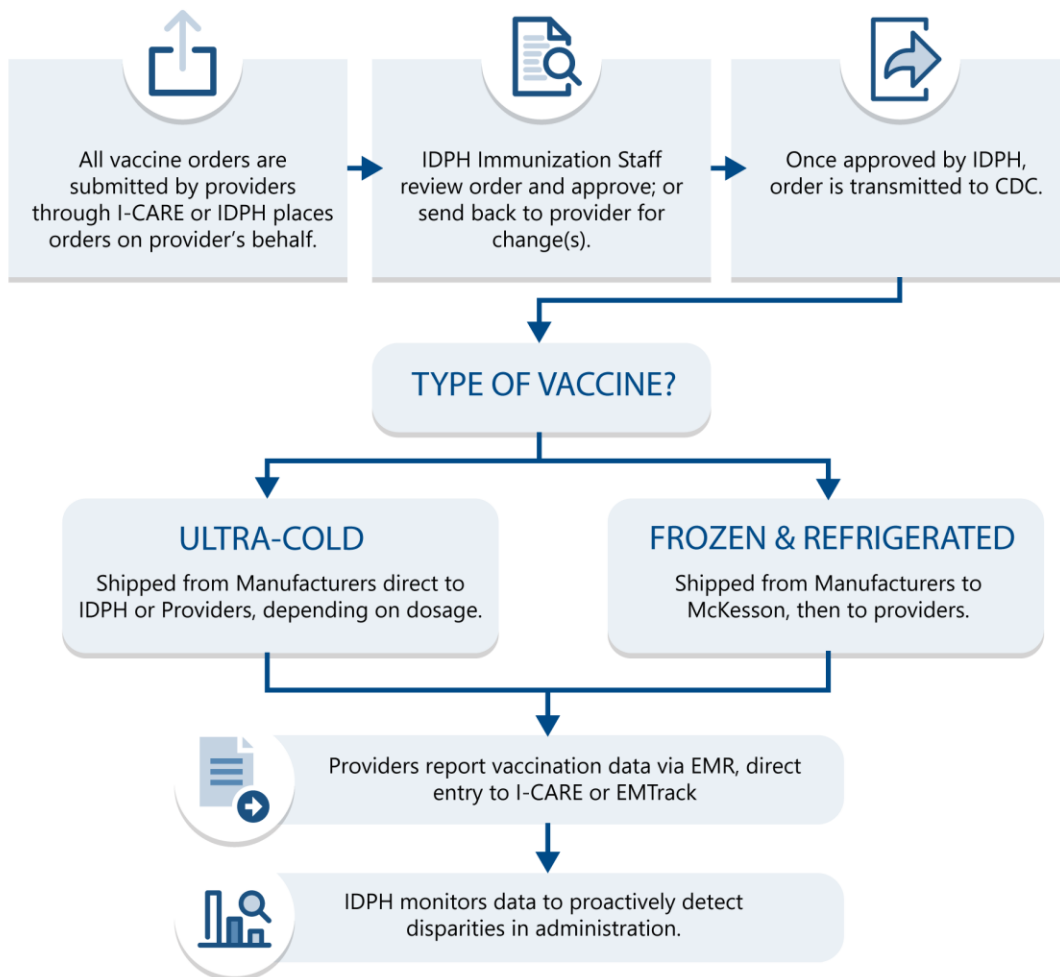 All vaccine orders are
submitted by providers
through I-CARE or IDPH places
orders on provider's behalf.
IDPH Immunization Staff
review order and approve; or
send back to provider for
change(s).
Once approved by IDPH,
order is transmitted to CDC.
TYPE OF VACCINE?
ULTRA-COLD
Shipped from Manufacturers direct to
IDPH or Providers, depending on dosage.
FROZEN & REFRIGERATED
Shipped from Manufacturers to
McKesson, then to providers.
Providers report vaccination data via EMR, direct
entry to I-CARE or EMTrack
IDPH monitors data to proactively detect
disparities in administration.